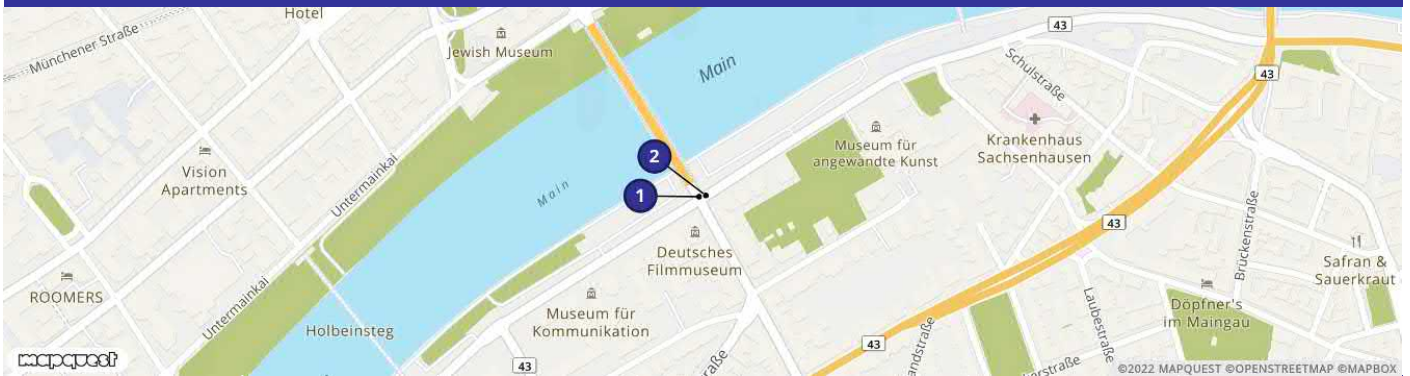 Hotel
Münchener Straße
Jewish Museum
Main
43
Schulstraße
43
Vision
Apartments
Untermainkai
Main
2
1
Museum für
angewandte Kunst
Krankenhaus
Sachsenhausen
43
Brückenstraße
Safran &
Sauerkraut
ROOMERS
Untermainkai
Holbeinsteg
Deutsches
Filmmuseum
Museum für
Kommunikation
Döpfner's
im Maingau
Laubestraße
43
43
mapquest
©2022 MAPQUEST ©OPENSTREETMAP ©MAPBOX